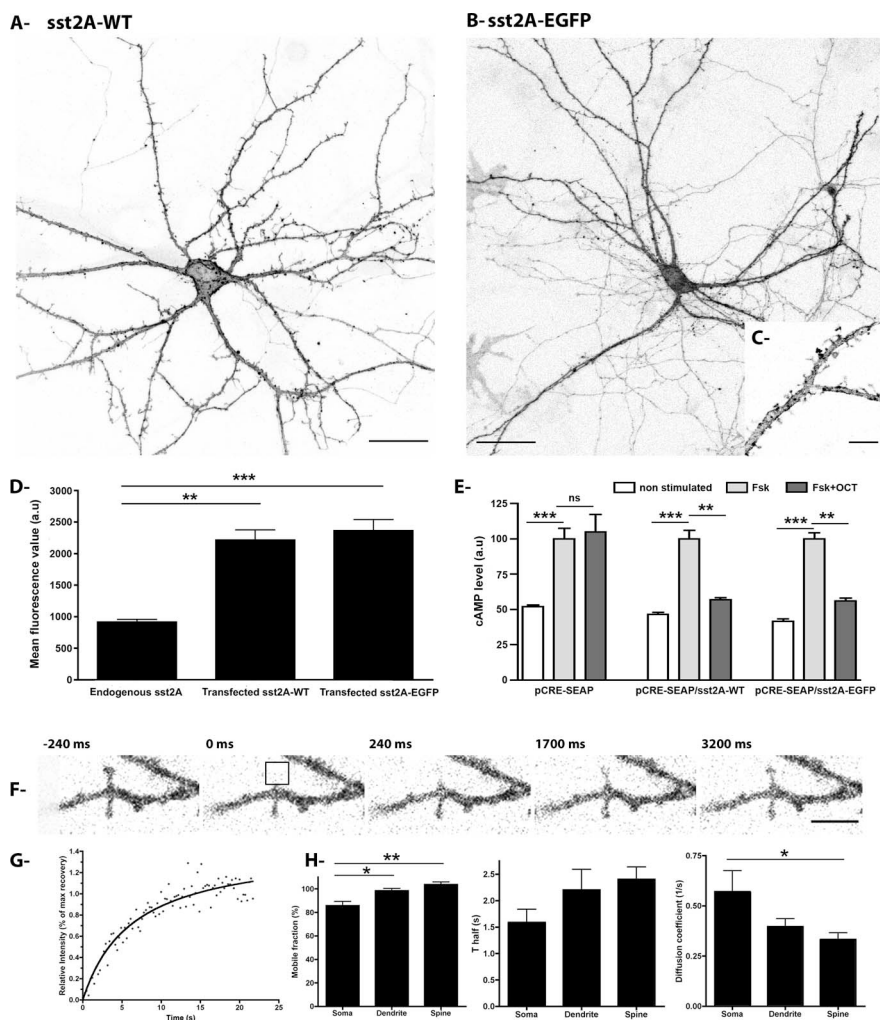 A- sst2A-WT
B- sst2A-EGFP
C-
D-
Mean fluorescence value (a.u)
3000
2500
2000
1500
1000
500
0
***
**
Endogenous sst2A
Transfected sst2A-WT
Transfected sst2A-EGFP
E-
non stimulated
Fsk
Fsk+OCT
cAMP level (a.u)
125
100
75
50
25
0
*** ns
*** **
*** **
pCRE-SEAP
pCRE-SEAP/sst2A-WT
pCRE-SEAP/sst2A-EGFP
F-
-240 ms
0 ms
240 ms
1700 ms
3200 ms
G-
Relative Intensity (% of max recovery)
1.4
1.2
1.0
0.8
0.6
0.4
0.2
0.0
0 5 10 15 20 25
Time (s)
H-
Mobile fraction (%)
100
80
60
40
20
0
**
*
Soma Dendrite Spine
T half (s)
2.5
2.0
1.5
1.0
0.5
0.0
Soma Dendrite Spine
Diffusion coefficient (1/s)
0.75
0.50
0.25
0.00
*
Soma Dendrite Spine